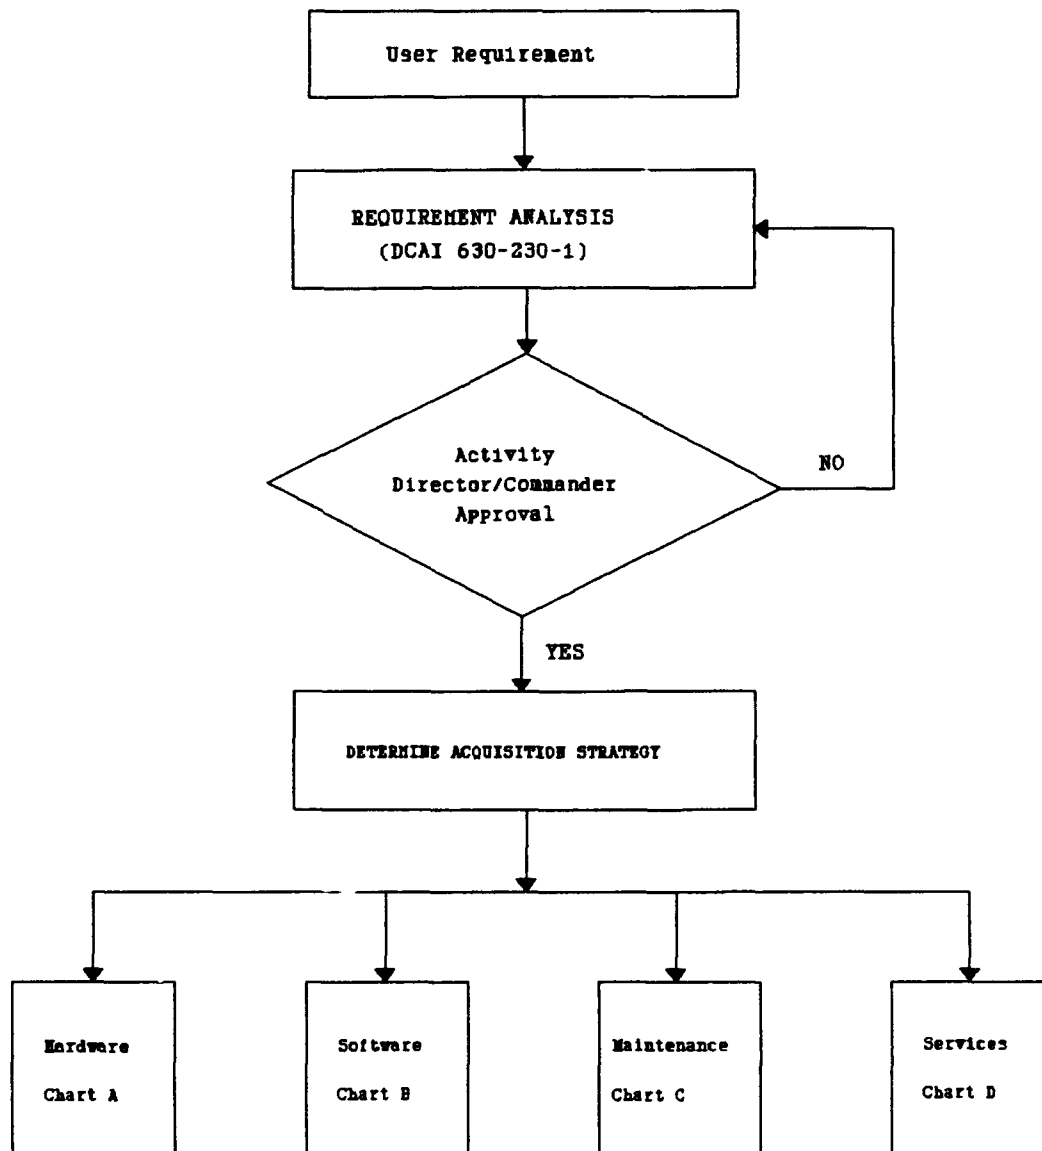 User Requirement
REQUIREMENT ANALYSIS
(DCAI 630-230-1)
Activity
Director/Commander
Approval
NO
YES
DETERMINE ACQUISITION STRATEGY
Hardware
Chart A
Software
Chart B
Maintenance
Chart C
Services
Chart D